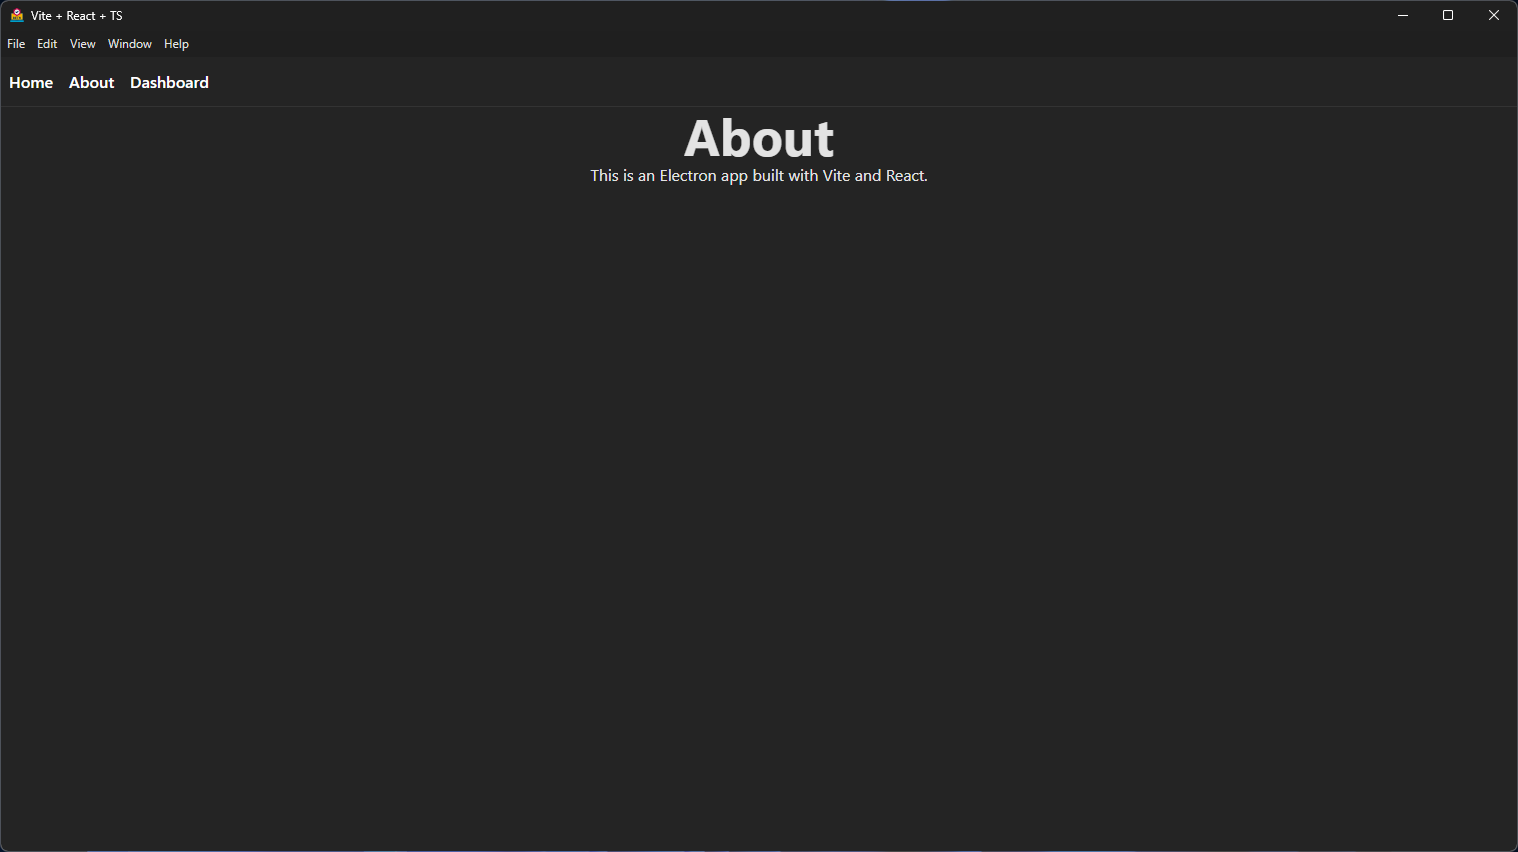 Vite + React + TS
File Edit View Window Help
Home About Dashboard
About
This is an Electron app built with Vite and React.